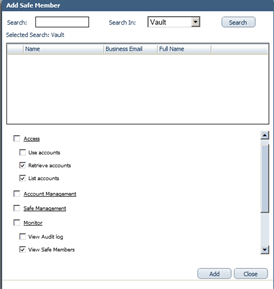 Add Safe Member
Search: Search In: Vault Search
Selected Search: Vault
Name Business Email Full Name
Access
Use accounts
Retrieve accounts
List accounts
Account Management
Safe Management
Monitor
View Audit log
View Safe Members
Add Close